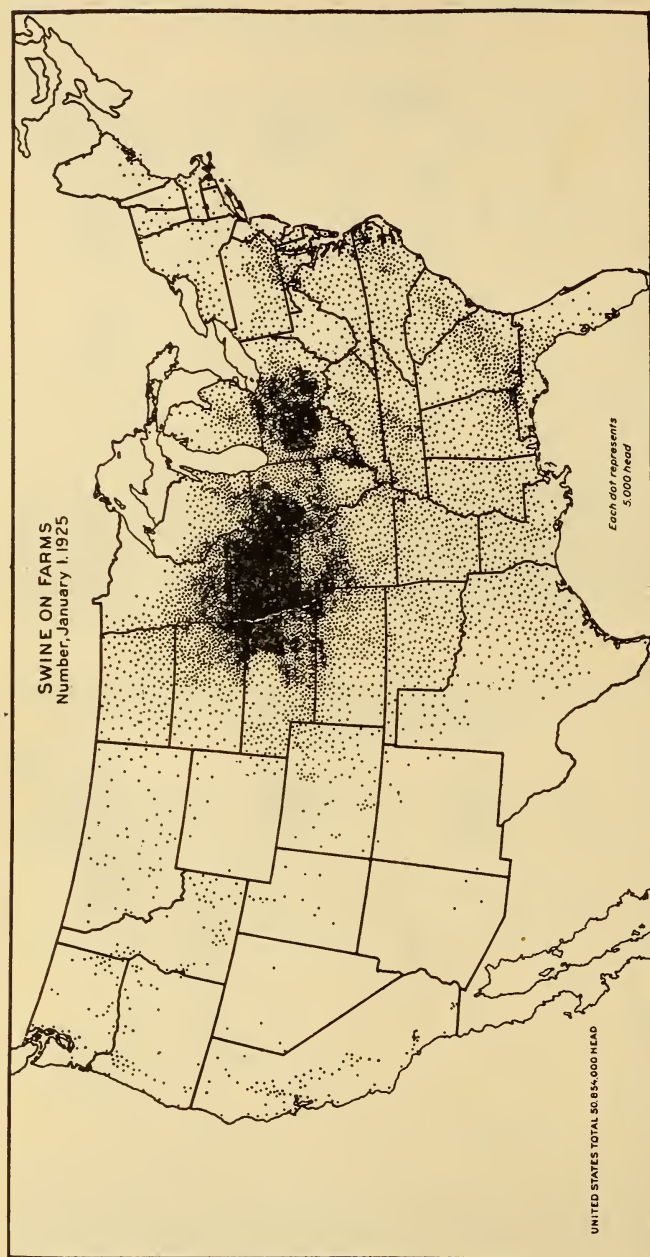 SWINE ON FARMS
Number, January 1, 1925
Each dot represents
5,000 head
UNITED STATES TOTAL 50,854,000 HEAD